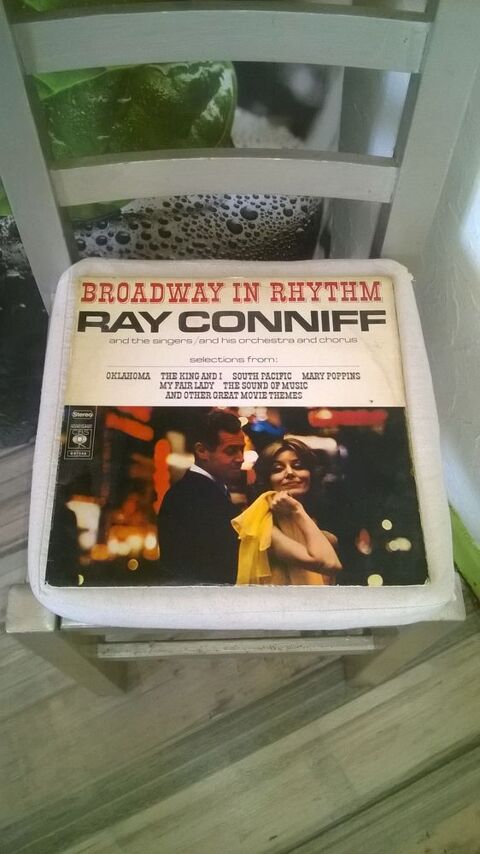 BROADWAY IN RHYTHM
RAY CONNIFF
and the singers/and his orchestra and chorus
selections from:
OKLAHOMA THE KING AND I SOUTH PACIFIC MARY POPPINS
MY FAIR LADY THE SOUND OF MUSIC
AND OTHER GREAT MOVIE THEMES
Stereo
CBS